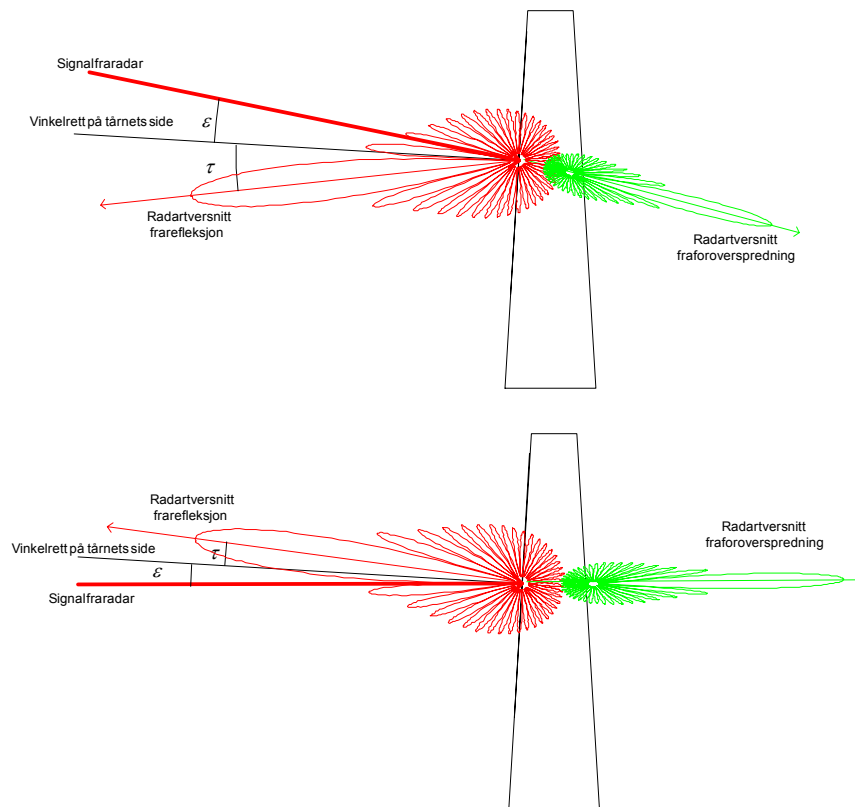 Signalfraradar
ε
Vinkelrett på tårnets side
τ
Radartversnitt
frarefleksjon
Radartversnitt
fraforoverspredning
Radartversnitt
frarefleksjon
Radartversnitt
fraforoverspredning
Vinkelrett på tårnets side
τ
ε
Signalfraradar